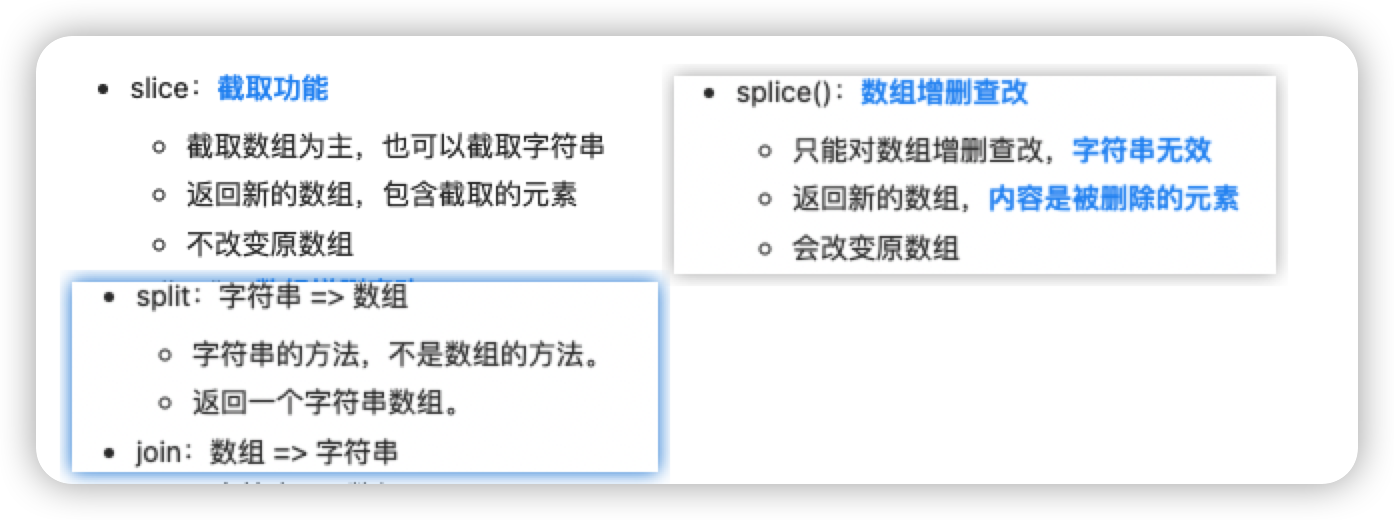 slice：截取功能
截取数组为主，也可以截取字符串
返回新的数组，包含截取的元素
不改变原数组
splice()：数组增删查改
只能对数组增删查改，字符串无效
返回新的数组，内容是被删除的元素
会改变原数组
split：字符串 => 数组
字符串的方法，不是数组的方法。
返回一个字符串数组。
join：数组 => 字符串